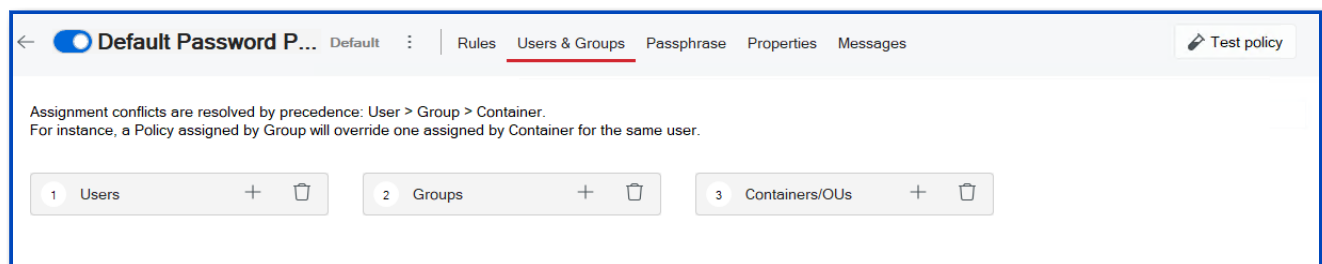 Default Password P... Default Rules Users & Groups Passphrase Properties Messages Test policy
Assignment conflicts are resolved by precedence: User > Group > Container.
For instance, a Policy assigned by Group will override one assigned by Container for the same user.
1 Users 2 Groups 3 Containers/OUs